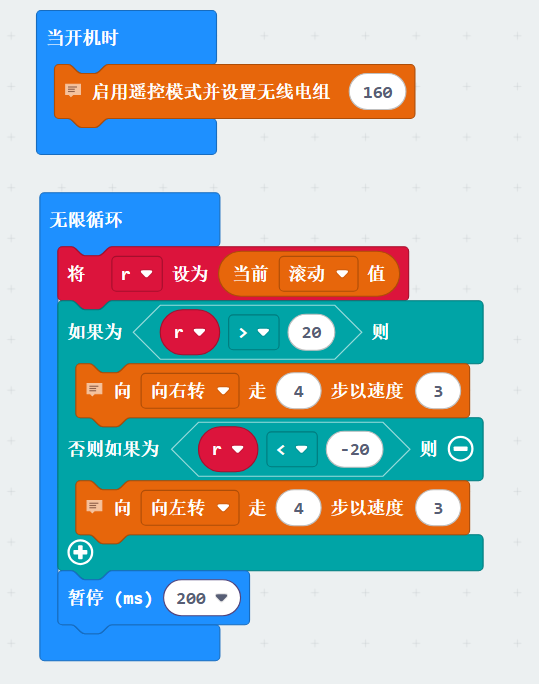 当开机时
启用遥控模式并设置无线电组 160
无限循环
将 r 设为 当前 滚动 值
如果为 r > 20 则
向 向右转 走 4 步以速度 3
否则如果为 r < -20 则
向 向左转 走 4 步以速度 3
暂停 (ms) 200